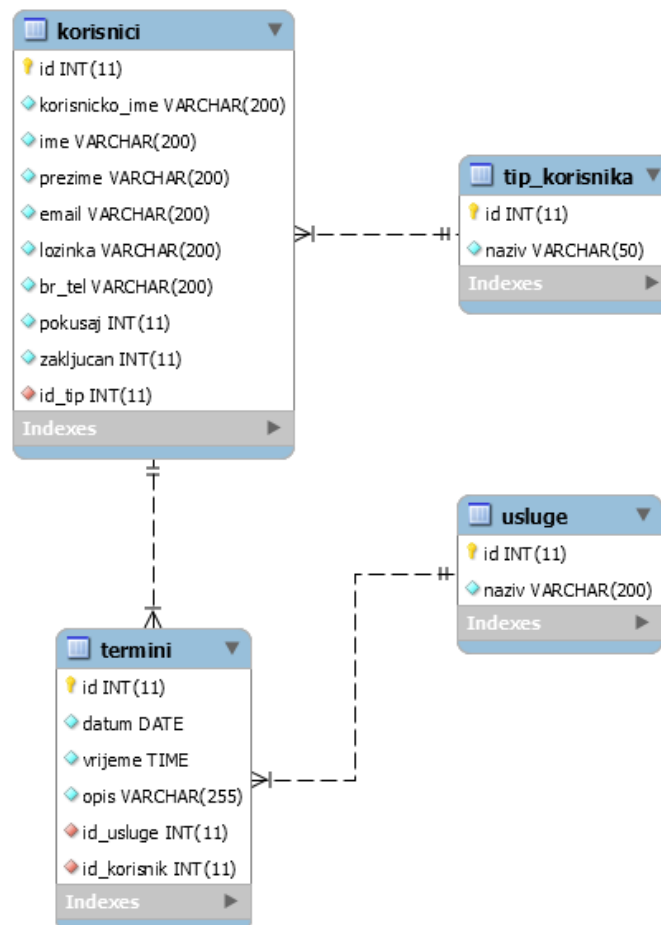 korisnici
id INT(11)
korisnicko_ime VARCHAR(200)
ime VARCHAR(200)
prezime VARCHAR(200)
email VARCHAR(200)
lozinka VARCHAR(200)
br_tel VARCHAR(200)
pokusaj INT(11)
zakljucan INT(11)
id_tip INT(11)
Indexes
tip_korisnika
id INT(11)
naziv VARCHAR(50)
Indexes
usluge
id INT(11)
naziv VARCHAR(200)
Indexes
termini
id INT(11)
datum DATE
vrijeme TIME
opis VARCHAR(255)
id_usluge INT(11)
id_korisnik INT(11)
Indexes